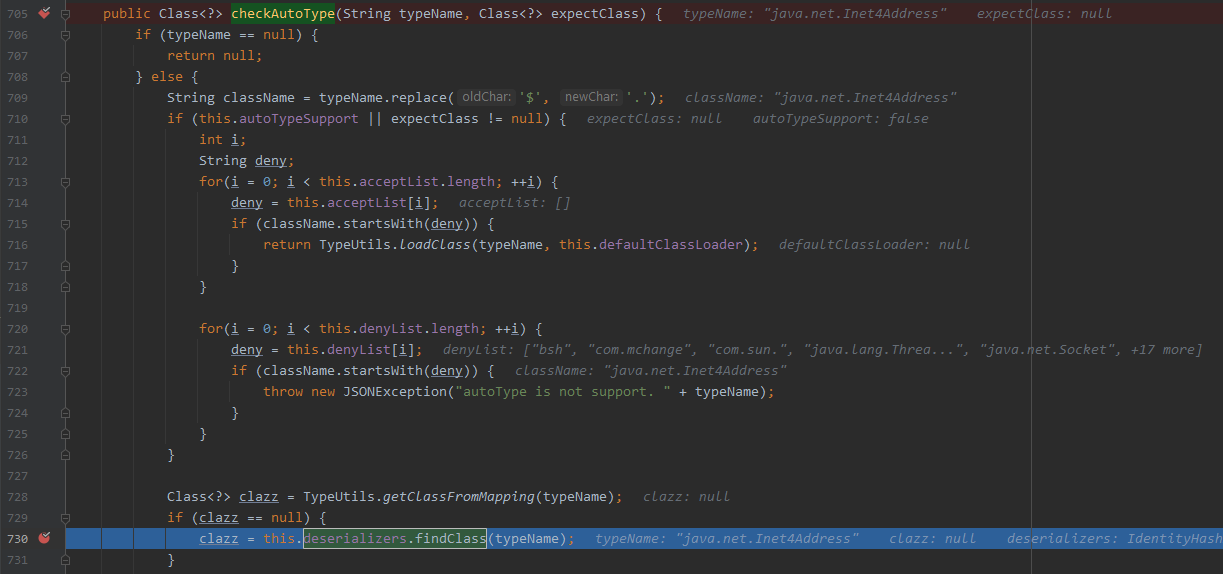 705 public Class<?> checkAutoType(String typeName, Class<?> expectClass) { typeName: "java.net.Inet4Address" expectClass: null
706 if (typeName == null) {
707 return null;
708 } else {
709 String className = typeName.replace( oldChar: '$', newChar: '.'); className: "java.net.Inet4Address"
710 if (this.autoTypeSupport || expectClass != null) { expectClass: null autoTypeSupport: false
711 int i;
712 String deny;
713 for(i = 0; i < this.acceptList.length; ++i) {
714 deny = this.acceptList[i]; acceptList: []
715 if (className.startsWith(deny)) {
716 return TypeUtils.loadClass(typeName, this.defaultClassLoader); defaultClassLoader: null
717 }
718 }
719
720 for(i = 0; i < this.denyList.length; ++i) {
721 deny = this.denyList[i]; denyList: ["bsh", "com.mchange", "com.sun.", "java.lang.Threa...", "java.net.Socket", +17 more]
722 if (className.startsWith(deny)) { className: "java.net.Inet4Address"
723 throw new JSONException("autoType is not support. " + typeName);
724 }
725 }
726 }
727
728 Class<?> clazz = TypeUtils.getClassFromMapping(typeName); clazz: null
729 if (clazz == null) {
730 clazz = this.deserializers.findClass(typeName); typeName: "java.net.Inet4Address" clazz: null deserializers: IdentityHash
731 }